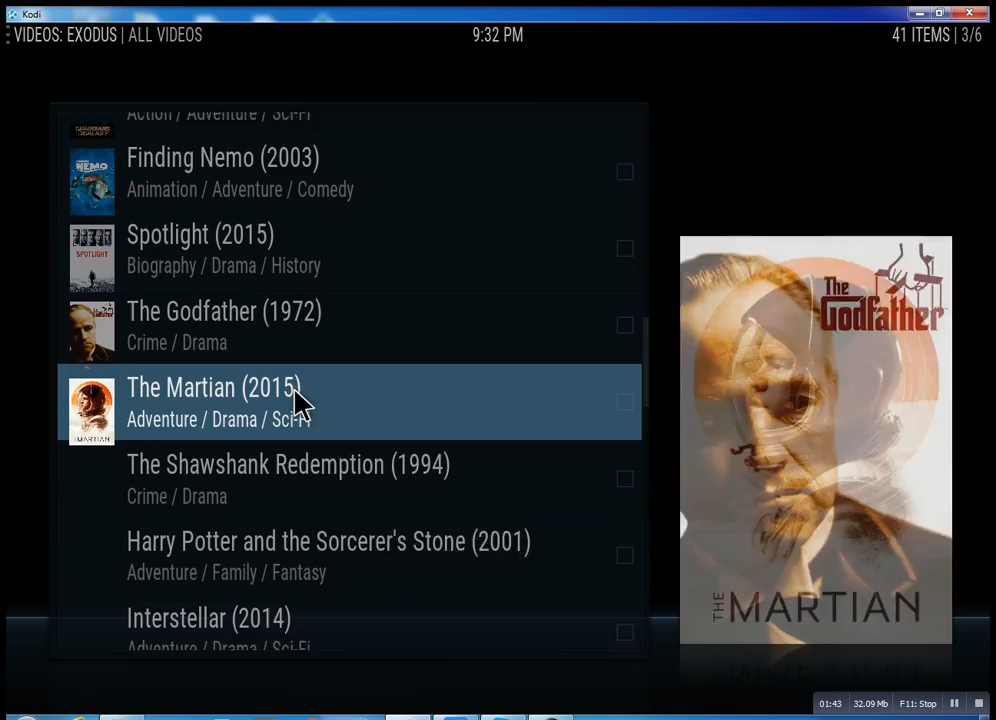 Kodi
VIDEOS: EXODUS | ALL VIDEOS
9:32 PM
41 ITEMS | 3/6
Action / Adventure / Sci-Fi
Finding Nemo (2003)
Animation / Adventure / Comedy
NEMO
Spotlight (2015)
Biography / Drama / History
SPOTLIGHT
The Godfather (1972)
Crime / Drama
The Martian (2015)
Adventure / Drama / Sci-Fi
MARTIAN
The Shawshank Redemption (1994)
Crime / Drama
Harry Potter and the Sorcerer's Stone (2001)
Adventure / Family / Fantasy
Interstellar (2014)
Adventure / Drama / Sci-Fi
The
Godfather
THE MARTIAN
01:43
32.09 Mb
F11: Stop